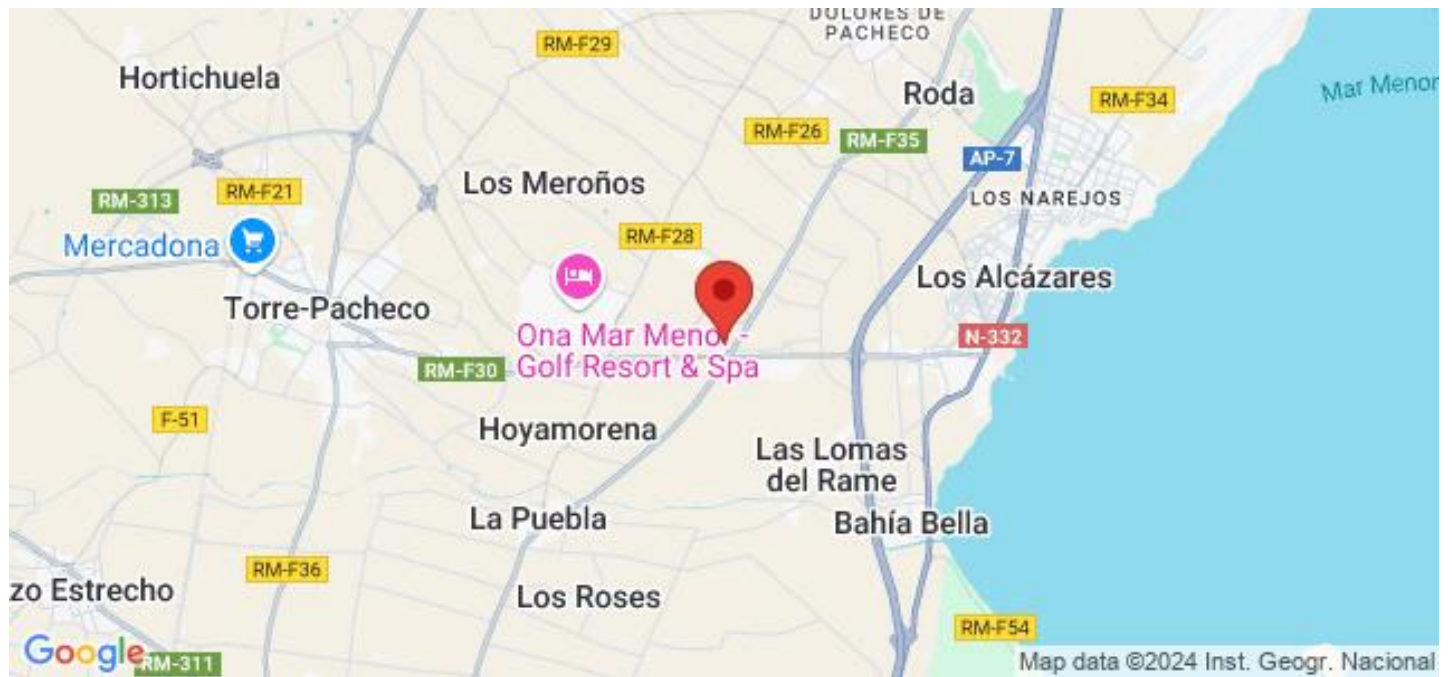 DOLORES DE
PACHECO
RM-F29
Hortichuela
Roda
Mar Menor
RM-F34
RM-F26
RM-F35
AP-7
Los Meroños
RM-F21
RM-313
LOS NAREJOS
Mercadona
RM-F28
Los Alcázares
Torre-Pacheco
Ona Mar Menor -
Golf Resort & Spa
N-332
RM-F30
F-51
Hoyamorena
Las Lomas
del Rame
La Puebla
Bahía Bella
RM-F36
zo Estrecho
Los Roses
RM-F54
Google
RM-311
Map data ©2024 Inst. Geogr. Nacional